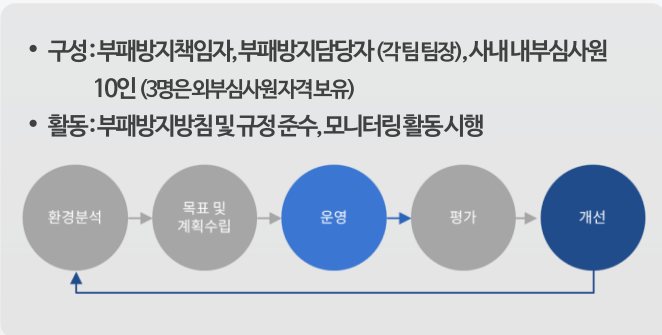 • 구성 : 부패방지책임자, 부패방지담당자 (각 팀 팀장), 사내 내부심사원
10인 (3명은 외부심사원 자격 보유)
• 활동 : 부패방지방침 및 규정 준수, 모니터링 활동 시행
환경분석
목표 및
계획수립
운영
평가
개선